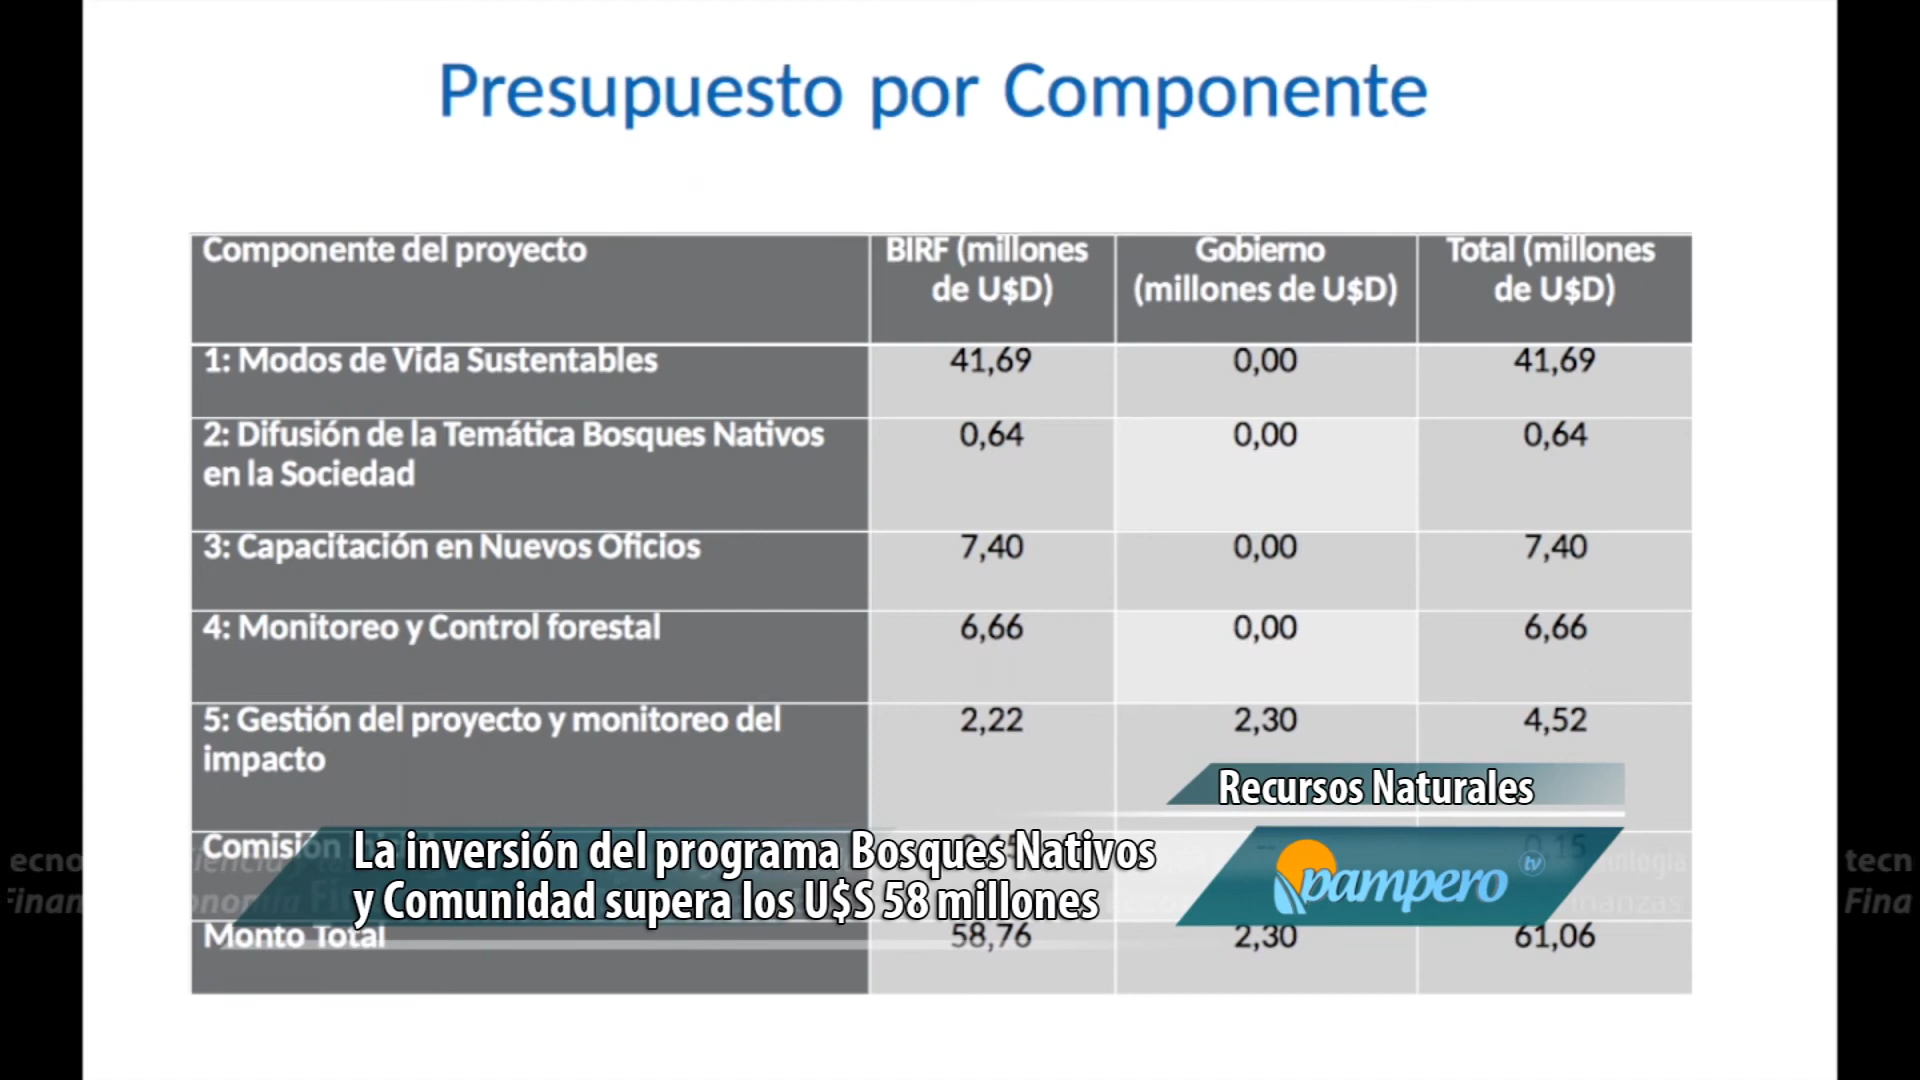 Presupuesto por Componente
Componente del proyecto
BIRF (millones
de U$D)
Gobierno
(millones de U$D)
Total (millones
de U$D)
1: Modos de Vida Sustentables
41,69
0,00
41,69
2: Difusión de la Temática Bosques Nativos
en la Sociedad
0,64
0,00
0,64
3: Capacitación en Nuevos Oficios
7,40
0,00
7,40
4: Monitoreo y Control forestal
6,66
0,00
6,66
5: Gestión del proyecto y monitoreo del
impacto
2,22
2,30
4,52
Recursos Naturales
Comisión
0,15
La inversión del programa Bosques Nativos
y Comunidad supera los U$S 58 millones
pampero tv
Monto Total
58,76
2,30
61,06